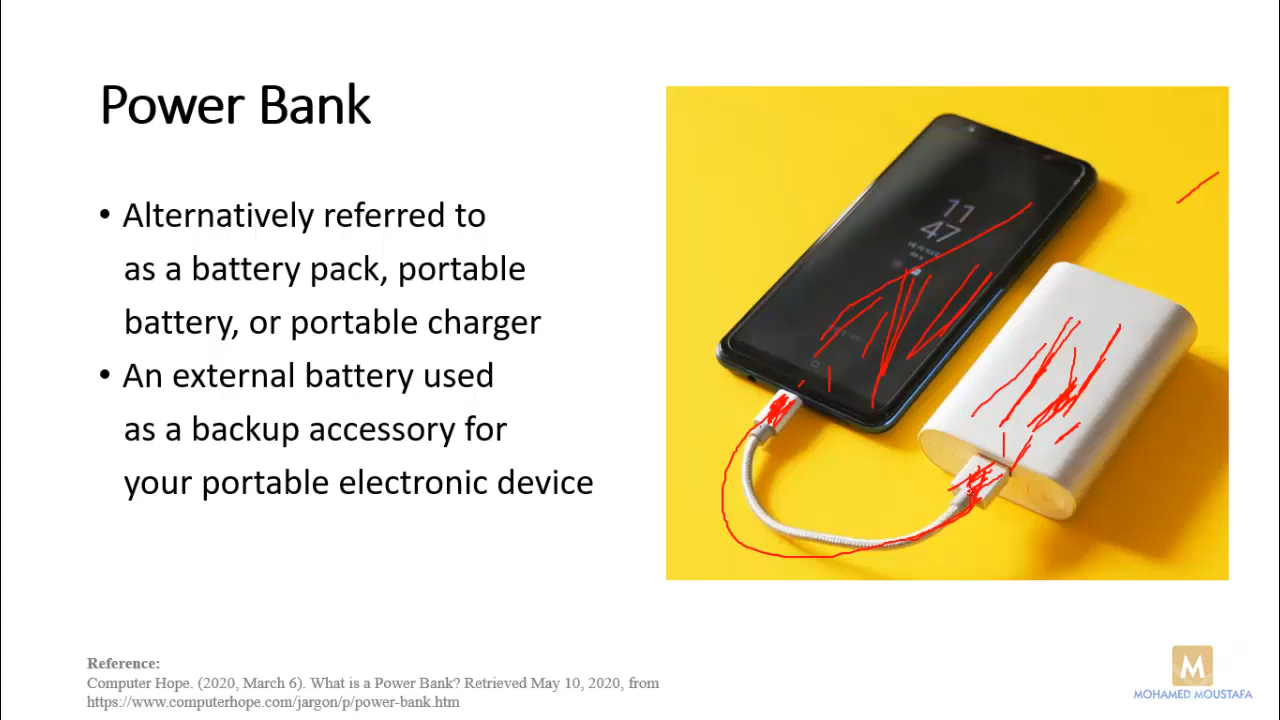 Power Bank
• Alternatively referred to
as a battery pack, portable
battery, or portable charger
• An external battery used
as a backup accessory for
your portable electronic device
11
47
Reference:
Computer Hope. (2020, March 6). What is a Power Bank? Retrieved May 10, 2020, from
https://www.computerhope.com/jargon/p/power-bank.htm
M
MOHAMED MOUSTAFA